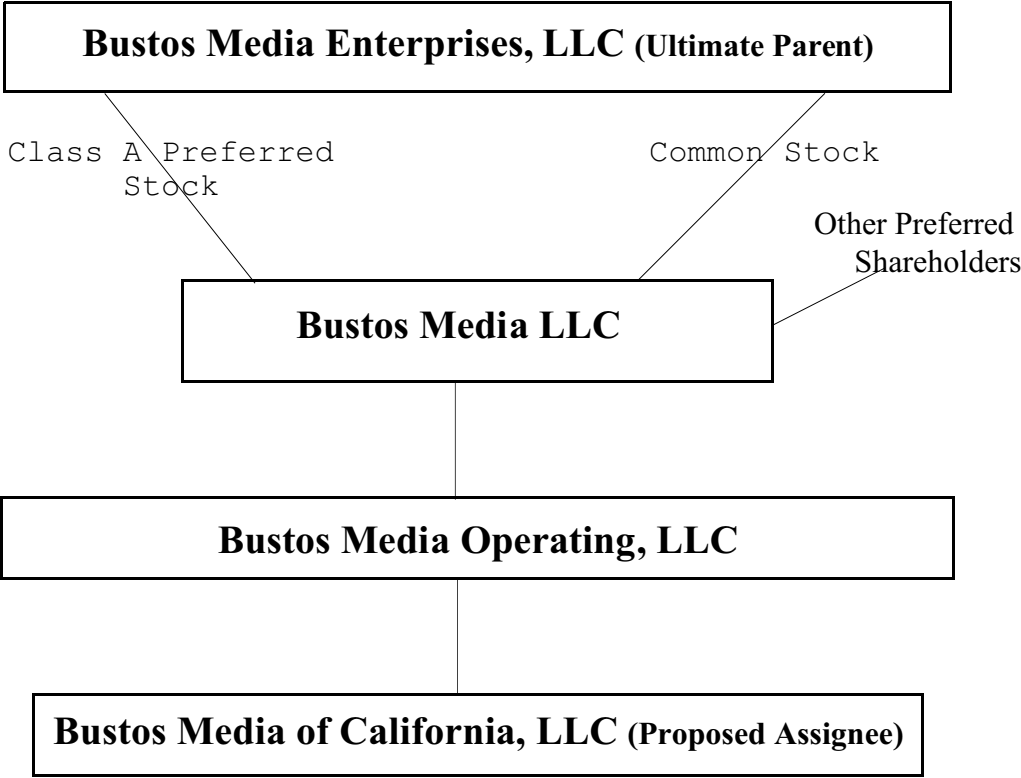 Bustos Media Enterprises, LLC (Ultimate Parent)
Class A Preferred
Stock
Common Stock
Other Preferred
Shareholders
Bustos Media LLC
Bustos Media Operating, LLC
Bustos Media of California, LLC (Proposed Assignee)